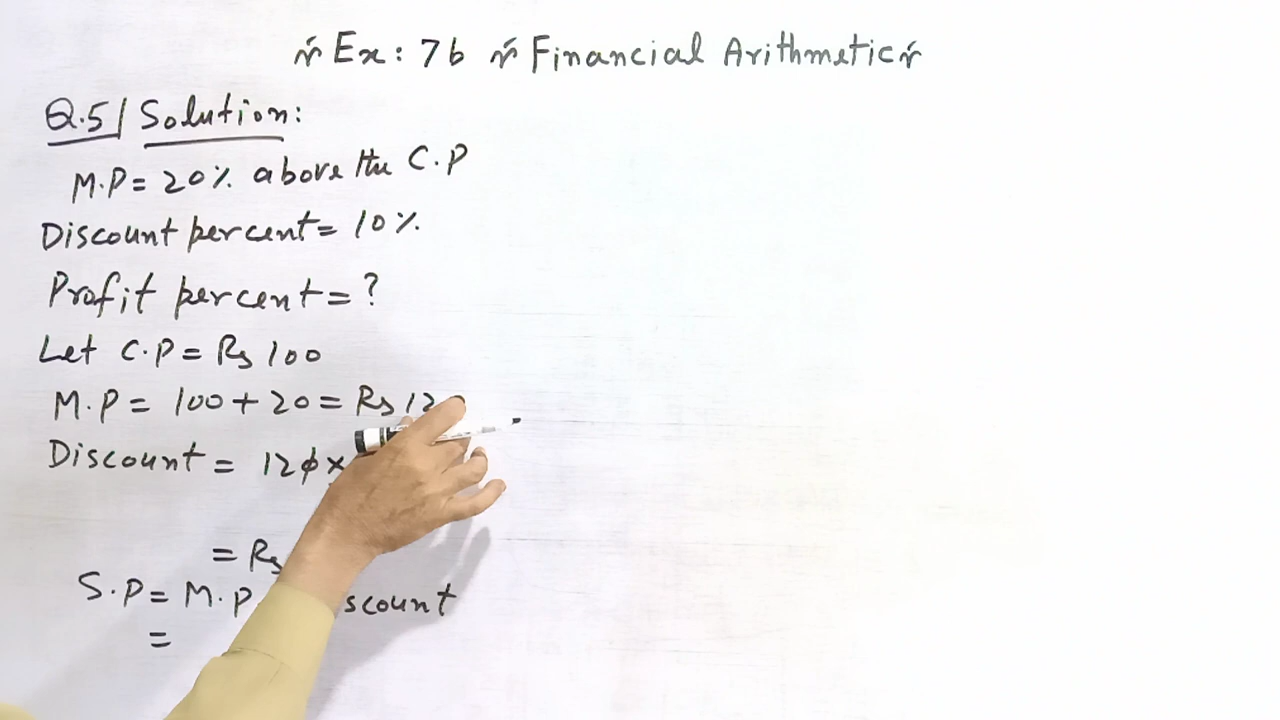 Ex: 7b Financial Arithmetic
Q.5/ Solution:
M.P = 20% above the C.P
Discount percent = 10%
Profit percent = ?
Let C.P = Rs 100
M.P = 100 + 20 = Rs 12
Discount = 120 ×
= Rs
S.P = M.P scount
=